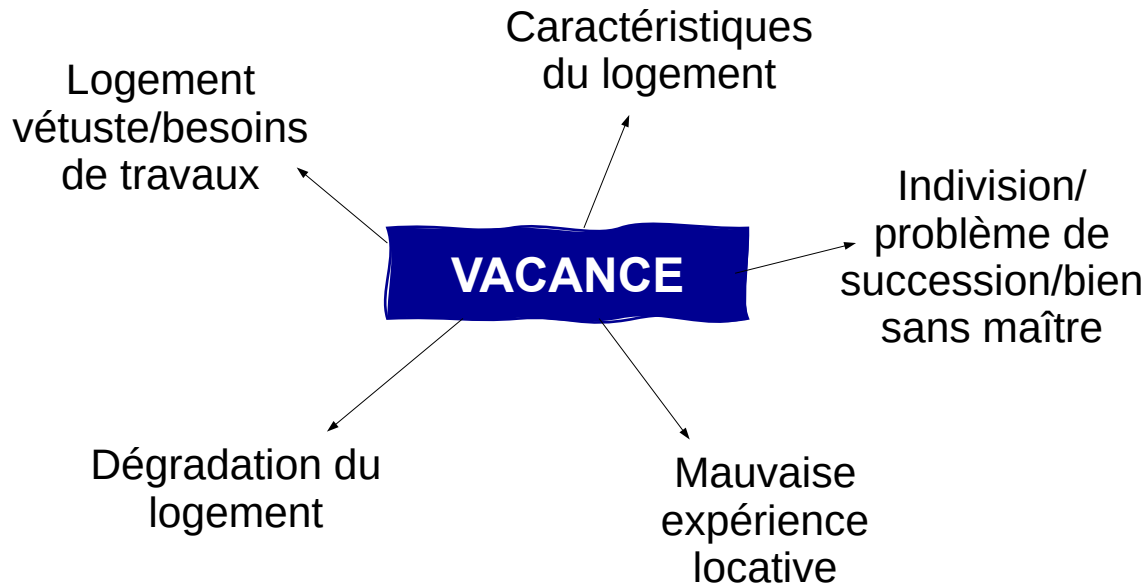 Caractéristiques
du logement
Logement
vétuste/besoins
de travaux
Indivision/
problème de
succession/bien
sans maître
VACANCE
Dégradation du
logement
Mauvaise
expérience
locative